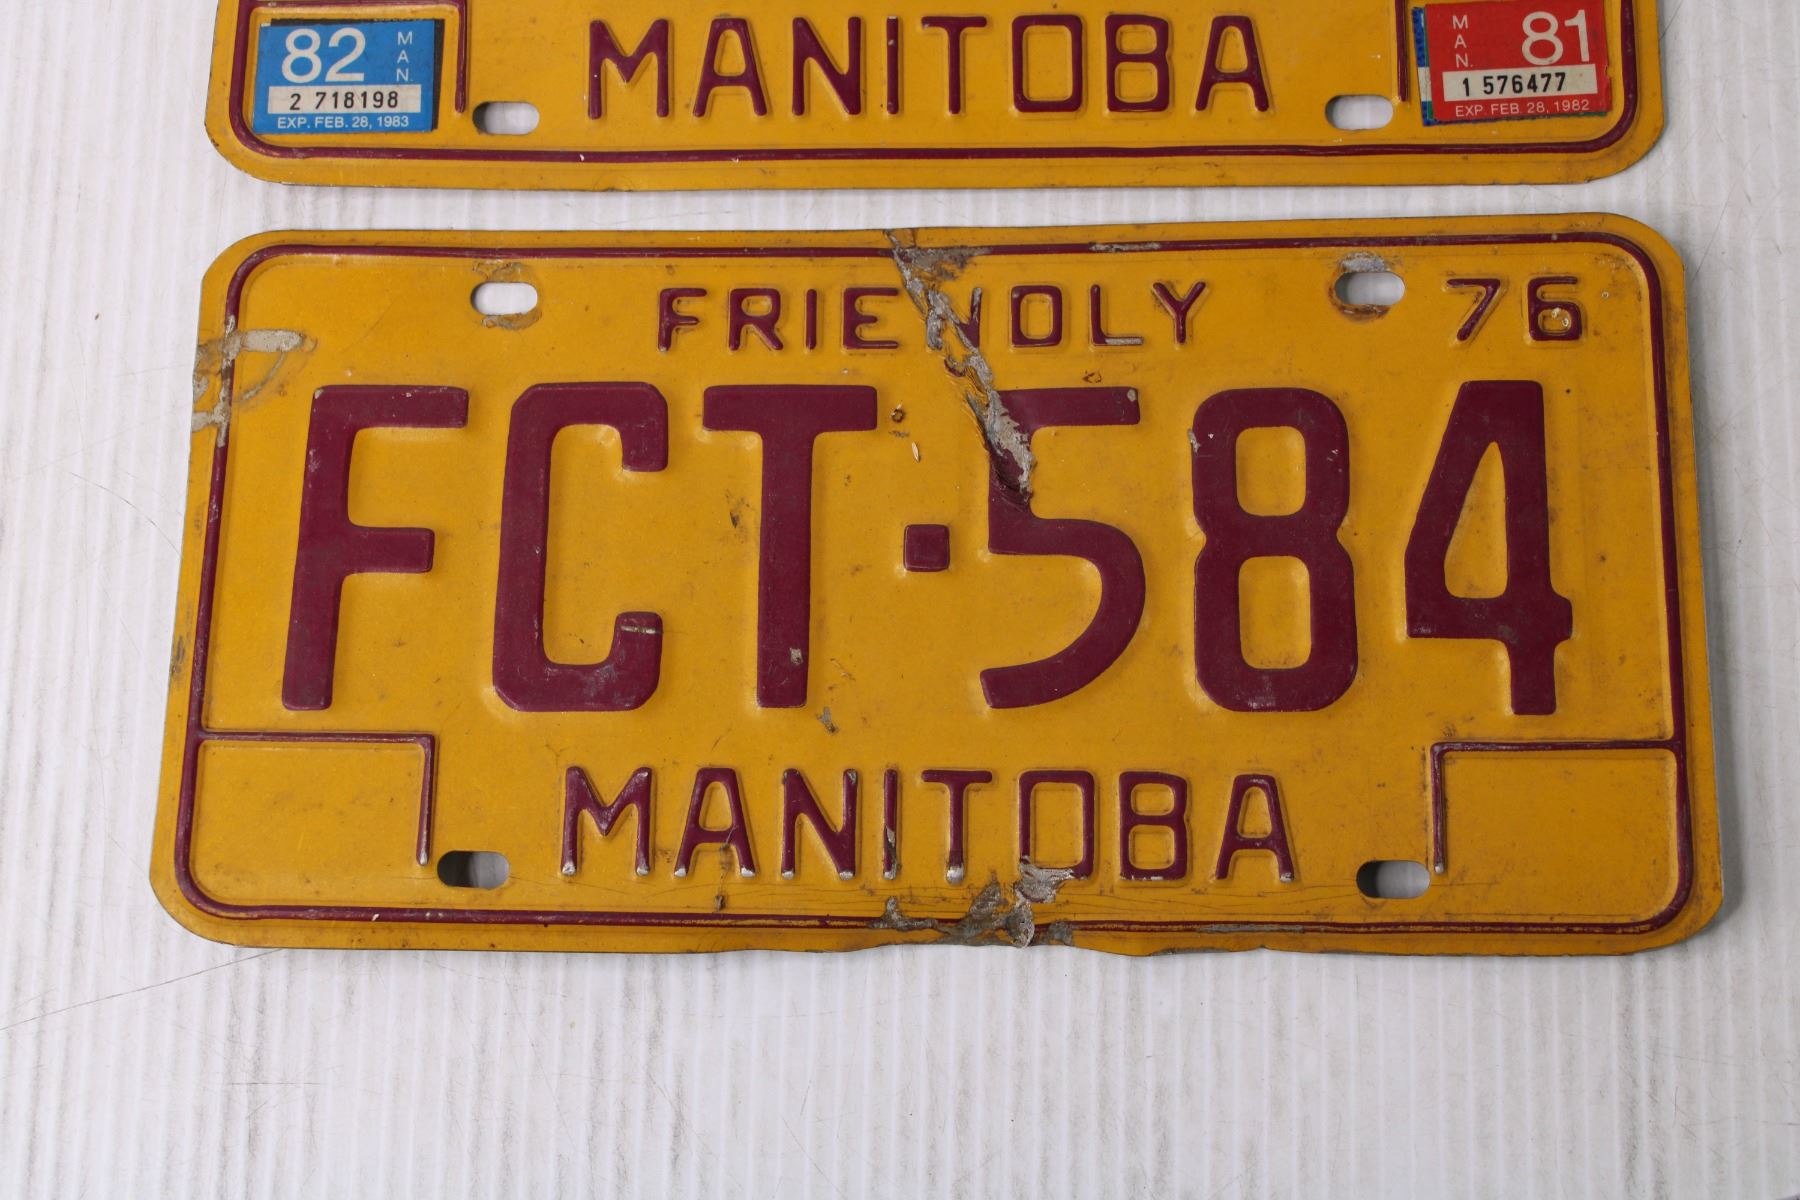 82 MAN.
2 718198
EXP. FEB. 28, 1983
MANITOBA
MAN. 81
1 576477
EXP. FEB. 28, 1982
FRIENDLY 76
FCT·584
MANITOBA